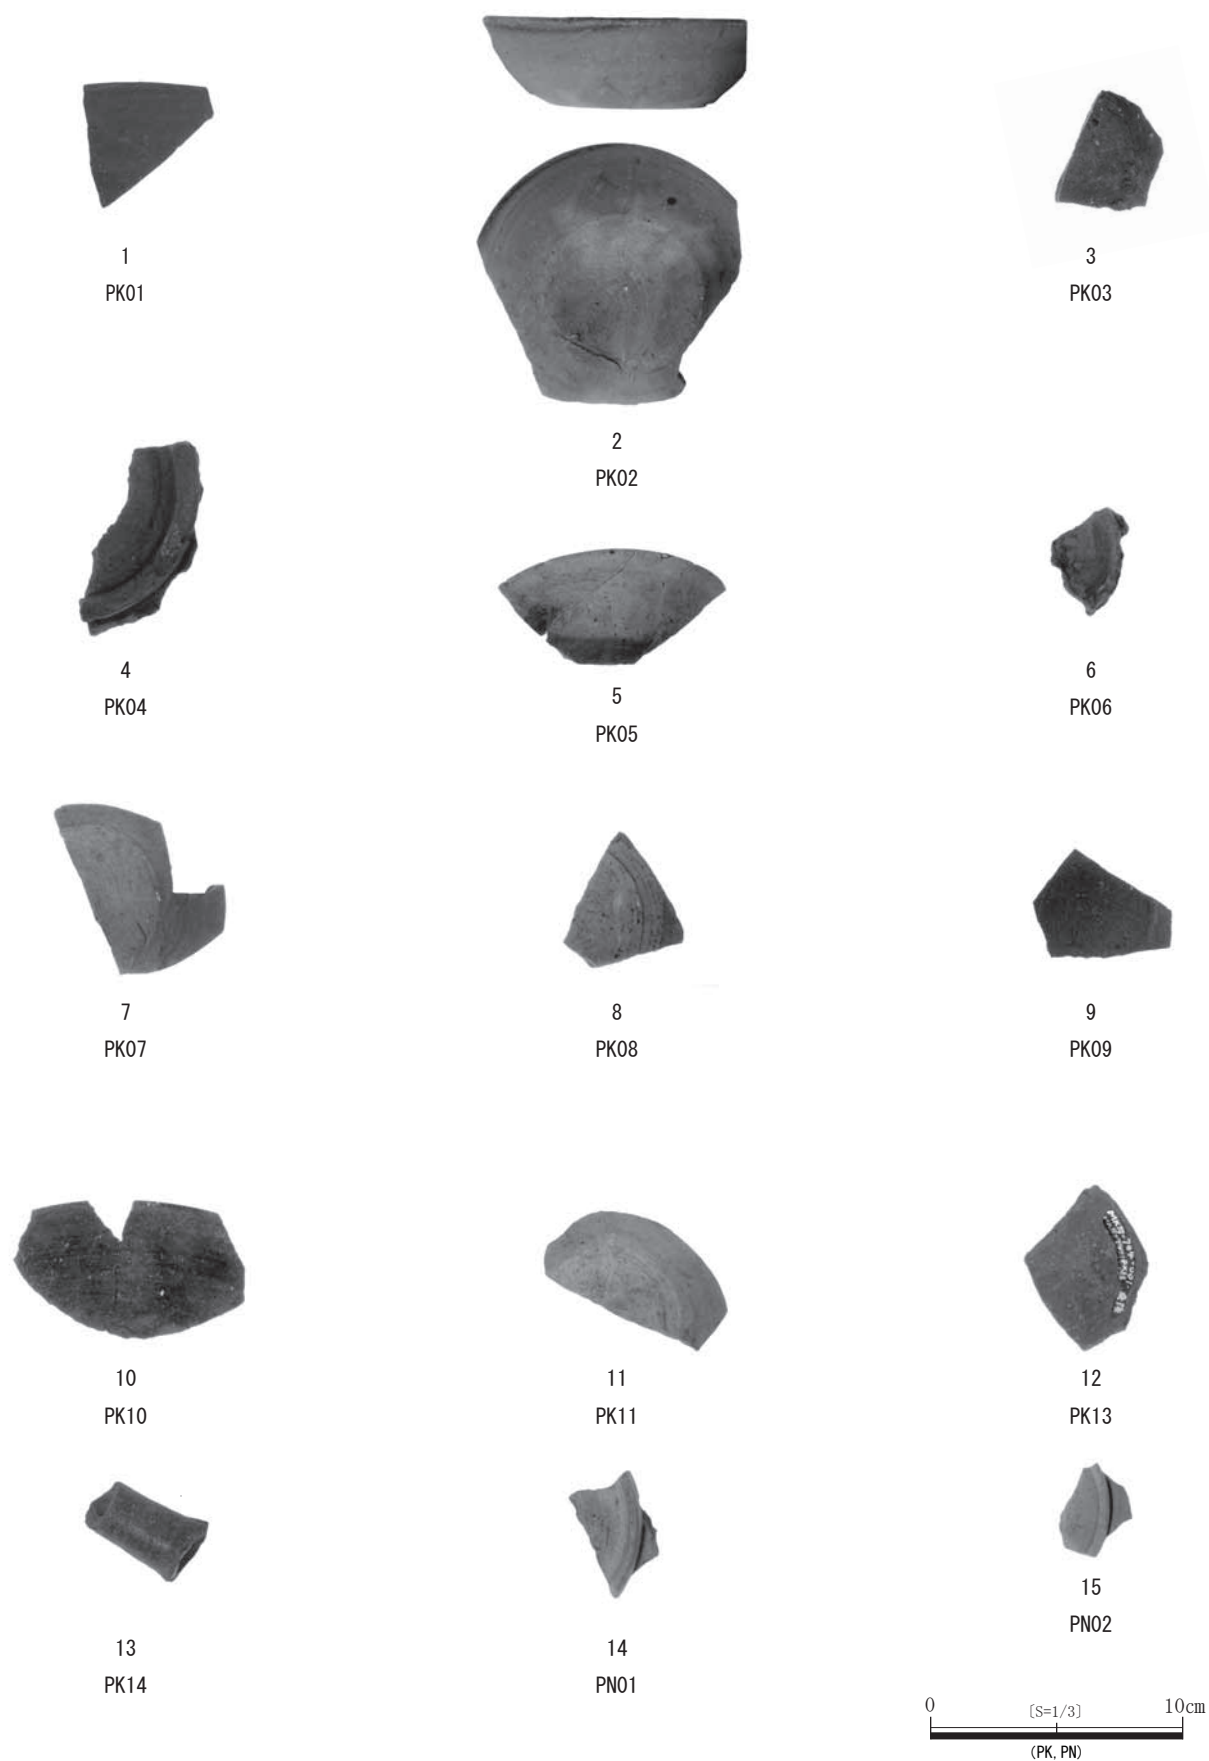 1
PK01
2
PK02
3
PK03
4
PK04
5
PK05
6
PK06
7
PK07
8
PK08
9
PK09
10
PK10
11
PK11
12
PK13
13
PK14
14
PN01
15
PN02
0 10cm
〔S=1/3〕
(PK, PN)